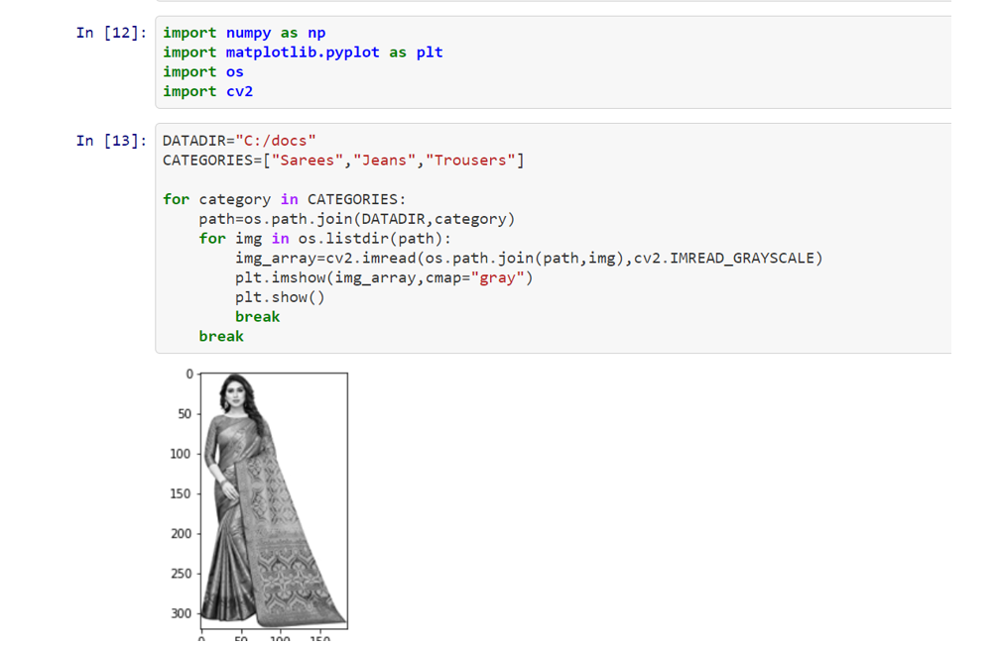 In [12]: import numpy as np
import matplotlib.pyplot as plt
import os
import cv2
In [13]: DATADIR="C:/docs"
CATEGORIES=["Sarees","Jeans","Trousers"]
for category in CATEGORIES:
path=os.path.join(DATADIR,category)
for img in os.listdir(path):
img_array=cv2.imread(os.path.join(path,img),cv2.IMREAD_GRAYSCALE)
plt.imshow(img_array,cmap="gray")
plt.show()
break
break
0
50
100
150
200
250
300
0 50 100 150